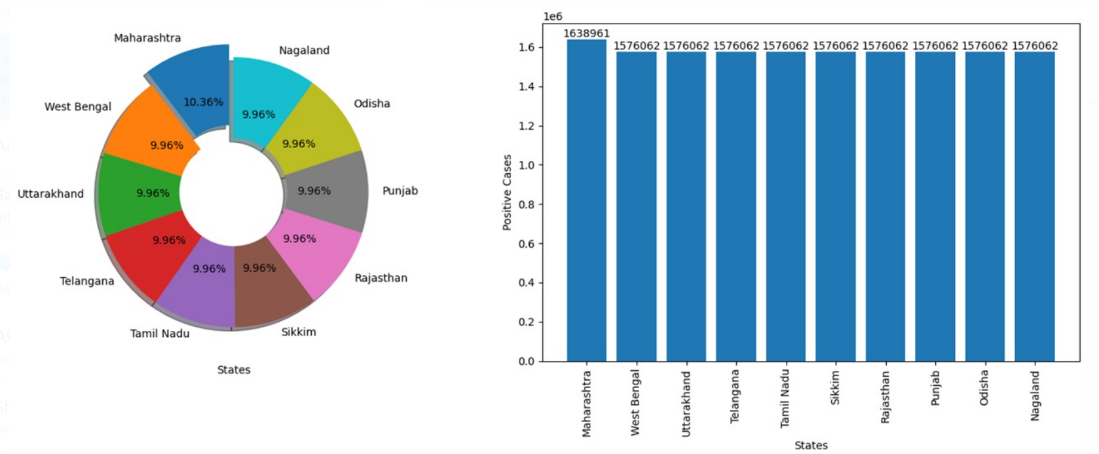 Maharashtra
Nagaland
West Bengal
Odisha
Uttarakhand
Punjab
Telangana
Rajasthan
Tamil Nadu
Sikkim
10.36%
9.96%
9.96%
9.96%
9.96%
9.96%
9.96%
9.96%
9.96%
9.96%
States
1e6
1638961
1576062
1576062
1576062
1576062
1576062
1576062
1576062
1576062
1576062
1.6
1.4
1.2
1.0
0.8
0.6
0.4
0.2
0.0
Positive Cases
Maharashtra
West Bengal
Uttarakhand
Telangana
Tamil Nadu
Sikkim
Rajasthan
Punjab
Odisha
Nagaland
States